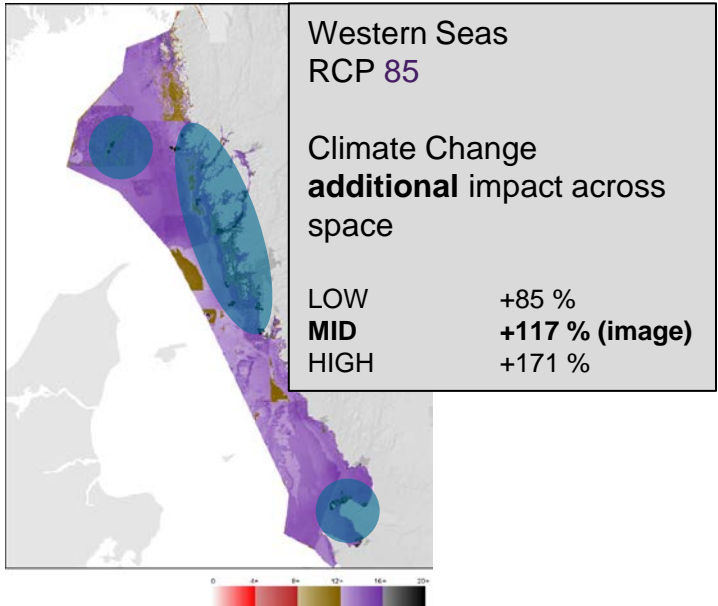 Western Seas
RCP 85
Climate Change
additional impact across
space
LOW +85 %
MID +117 % (image)
HIGH +171 %
0 4+ 8+ 12+ 16+ 20+